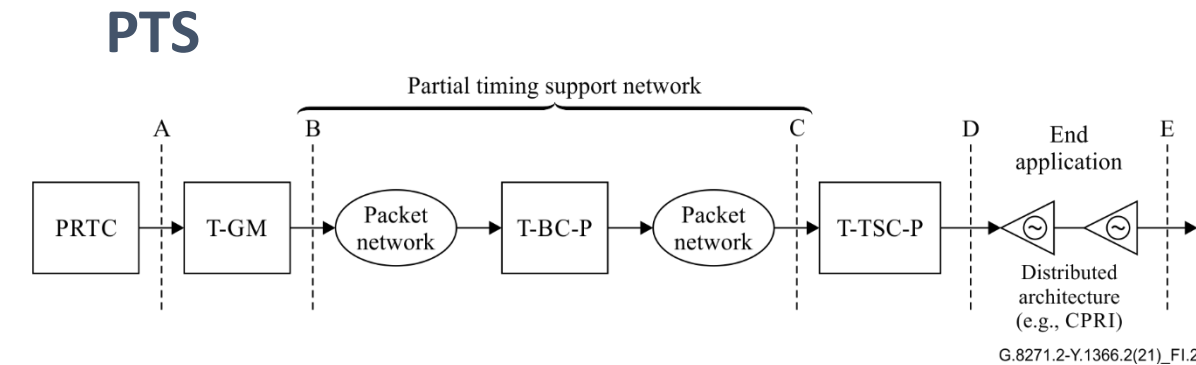 PTS
Partial timing support network
A
B
C
D
End
application
E
PRTC
T-GM
Packet
network
T-BC-P
Packet
network
T-TSC-P
Distributed
architecture
(e.g., CPRI)
G.8271.2-Y.1366.2(21)_FI.2